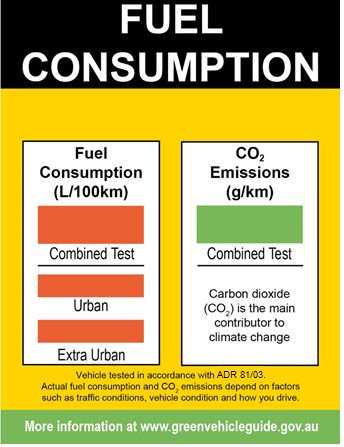 FUEL
CONSUMPTION
Fuel
Consumption
(L/100km)
Combined Test
Urban
Extra Urban
CO₂
Emissions
(g/km)
Combined Test
Carbon dioxide
(CO₂) is the main
contributor to
climate change
Vehicle tested in accordance with ADR 81/03.
Actual fuel consumption and CO₂ emissions depend on factors
such as traffic conditions, vehicle condition and how you drive.
More information at www.greenvehicleguide.gov.au